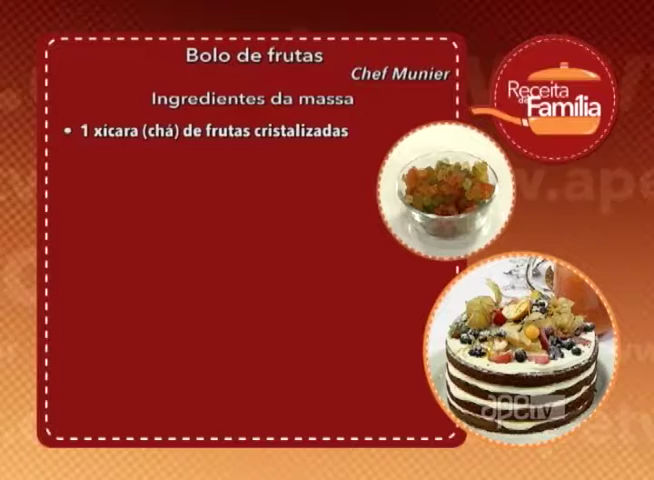 Bolo de frutas
Chef Munier
Receita
da Família
Ingredientes da massa
• 1 xícara (chá) de frutas cristalizadas
apetv